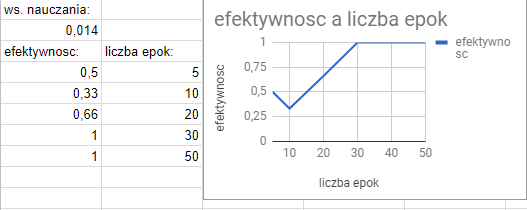 ws. nauczania:
0,014
efektywnosc: liczba epok:
0,5 5
0,33 10
0,66 20
1 30
1 50
efektywnosc a liczba epok
efektywno
sc
efektywnosc
1
0,75
0,5
0,25
0
10 20 30 40 50
liczba epok